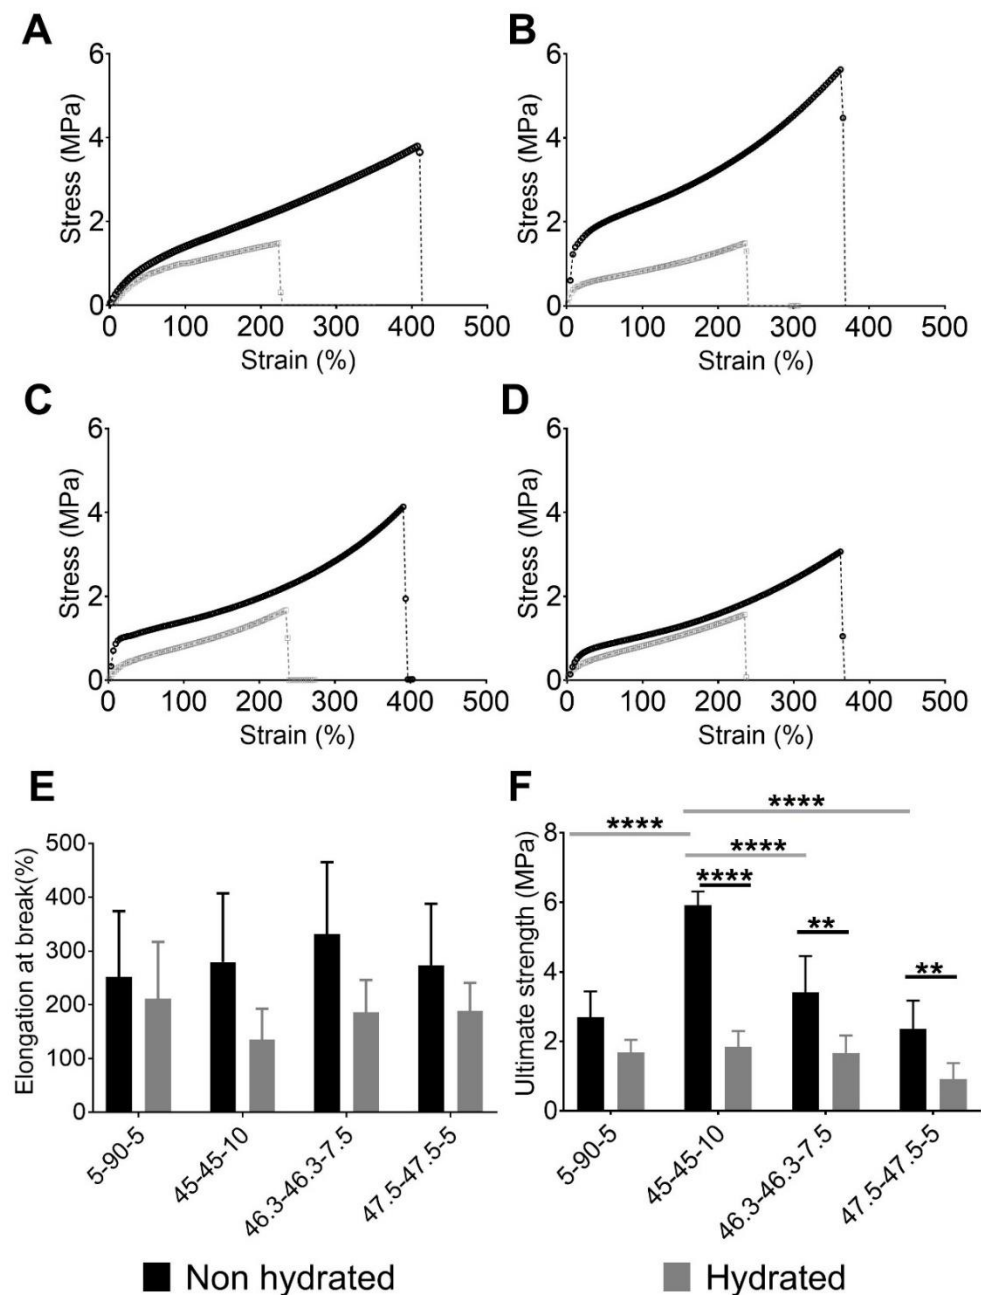 A
6
4
2
0
Stress (MPa)
0 100 200 300 400 500
Strain (%)
B
6
4
2
0
Stress (MPa)
0 100 200 300 400 500
Strain (%)
C
6
4
2
0
Stress (MPa)
0 100 200 300 400 500
Strain (%)
D
6
4
2
0
Stress (MPa)
0 100 200 300 400 500
Strain (%)
E
500
400
300
200
100
0
Elongation at break(%)
5-90-5
45-45-10
46.3-46.3-7.5
47.5-47.5-5
F
8
6
4
2
0
Ultimate strength (MPa)
****
****
****
****
**
**
5-90-5
45-45-10
46.3-46.3-7.5
47.5-47.5-5
Non hydrated
Hydrated